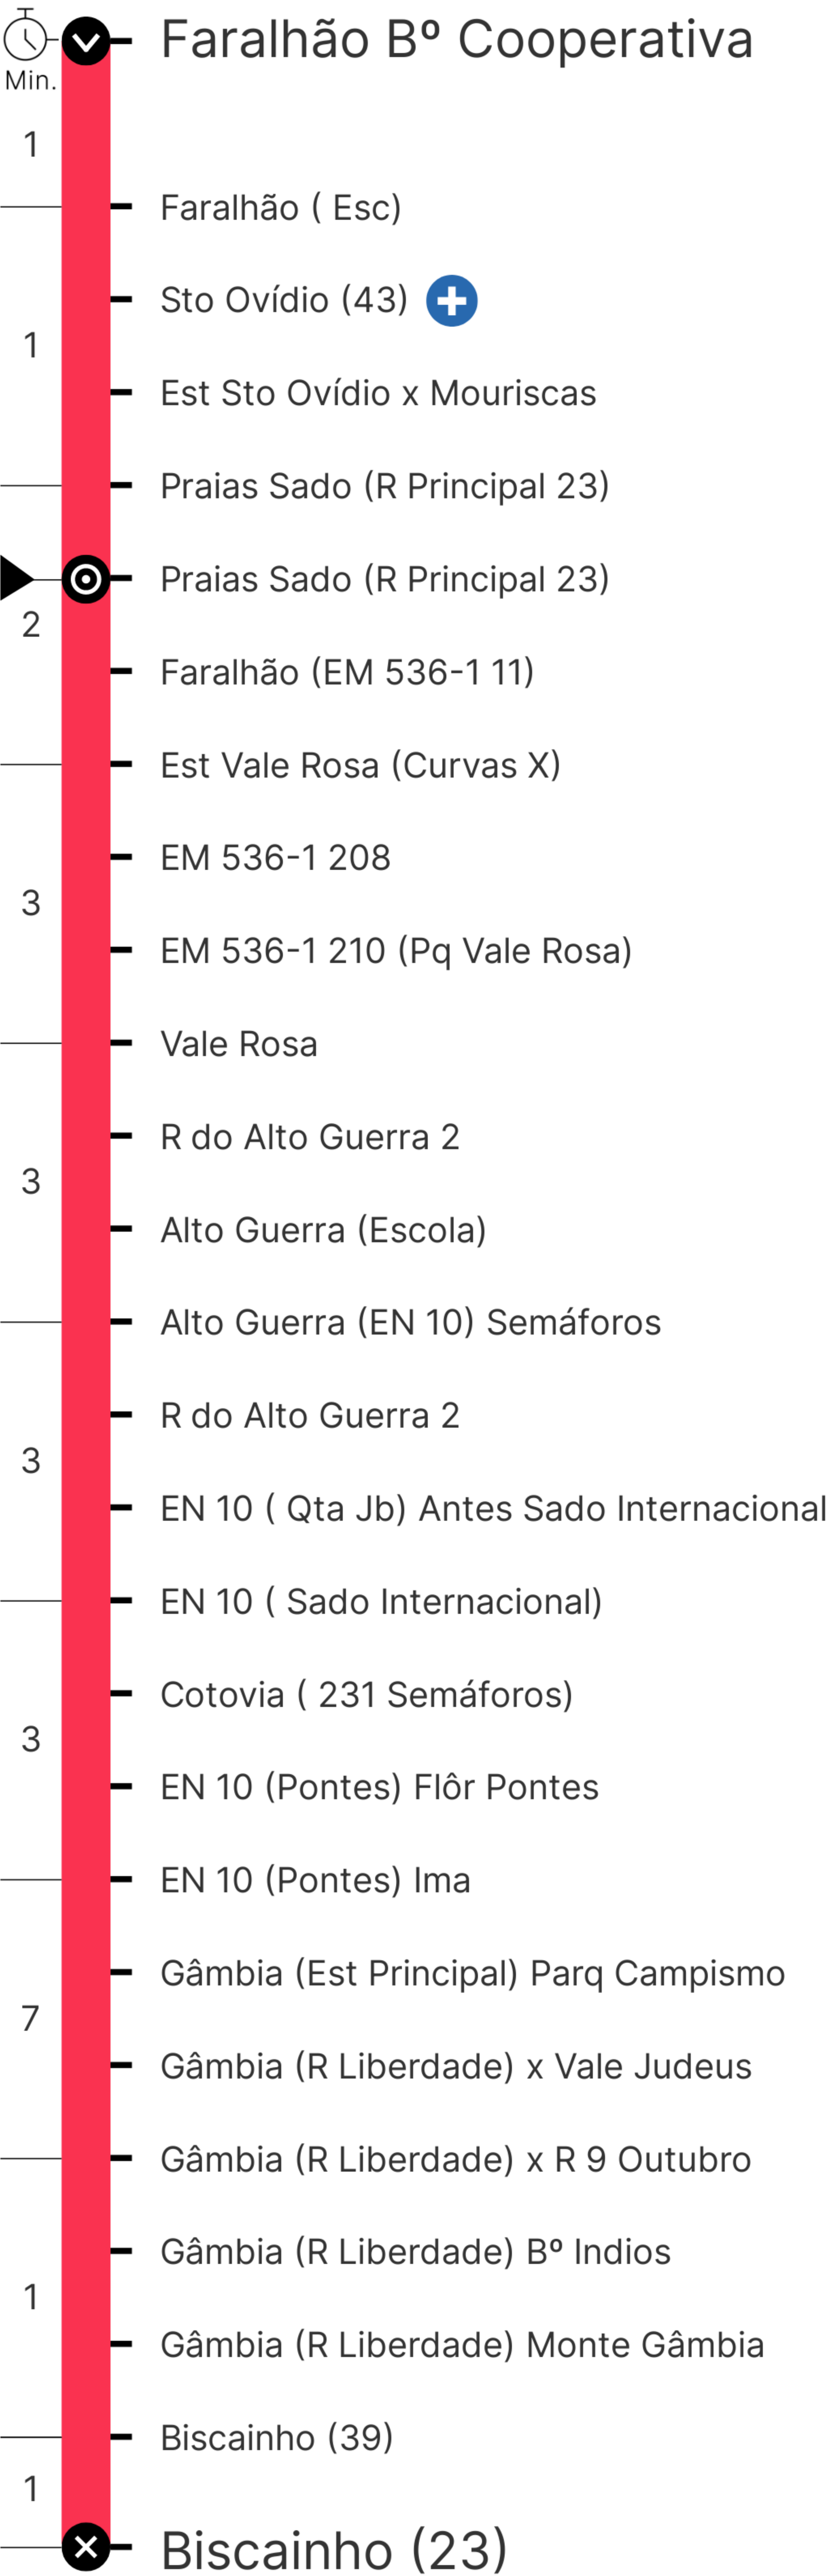 Faralhão Bº Cooperativa
Min.
1
Faralhão ( Esc)
Sto Ovídio (43)
1
Est Sto Ovídio x Mouriscas
Praias Sado (R Principal 23)
Praias Sado (R Principal 23)
2
Faralhão (EM 536-1 11)
Est Vale Rosa (Curvas X)
EM 536-1 208
3
EM 536-1 210 (Pq Vale Rosa)
Vale Rosa
R do Alto Guerra 2
3
Alto Guerra (Escola)
Alto Guerra (EN 10) Semáforos
R do Alto Guerra 2
3
EN 10 ( Qta Jb) Antes Sado Internacional
EN 10 ( Sado Internacional)
Cotovia ( 231 Semáforos)
3
EN 10 (Pontes) Flôr Pontes
EN 10 (Pontes) Ima
Gâmbia (Est Principal) Parq Campismo
7
Gâmbia (R Liberdade) x Vale Judeus
Gâmbia (R Liberdade) x R 9 Outubro
Gâmbia (R Liberdade) Bº Indios
1
Gâmbia (R Liberdade) Monte Gâmbia
Biscainho (39)
1
Biscainho (23)